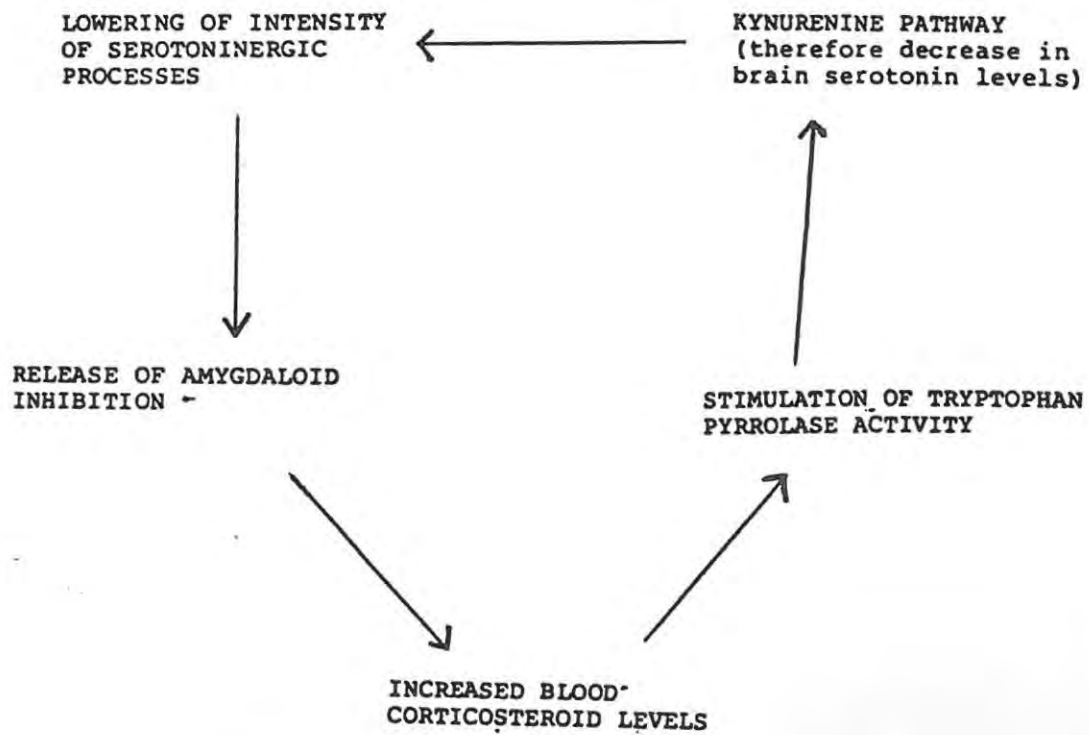 LOWERING OF INTENSITY
OF SEROTONINERGIC
PROCESSES
KYNURENINE PATHWAY
(therefore decrease in
brain serotonin levels)
RELEASE OF AMYGDALOID
INHIBITION
STIMULATION OF TRYPTOPHAN
PYRROLASE ACTIVITY
INCREASED BLOOD
CORTICOSTEROID LEVELS